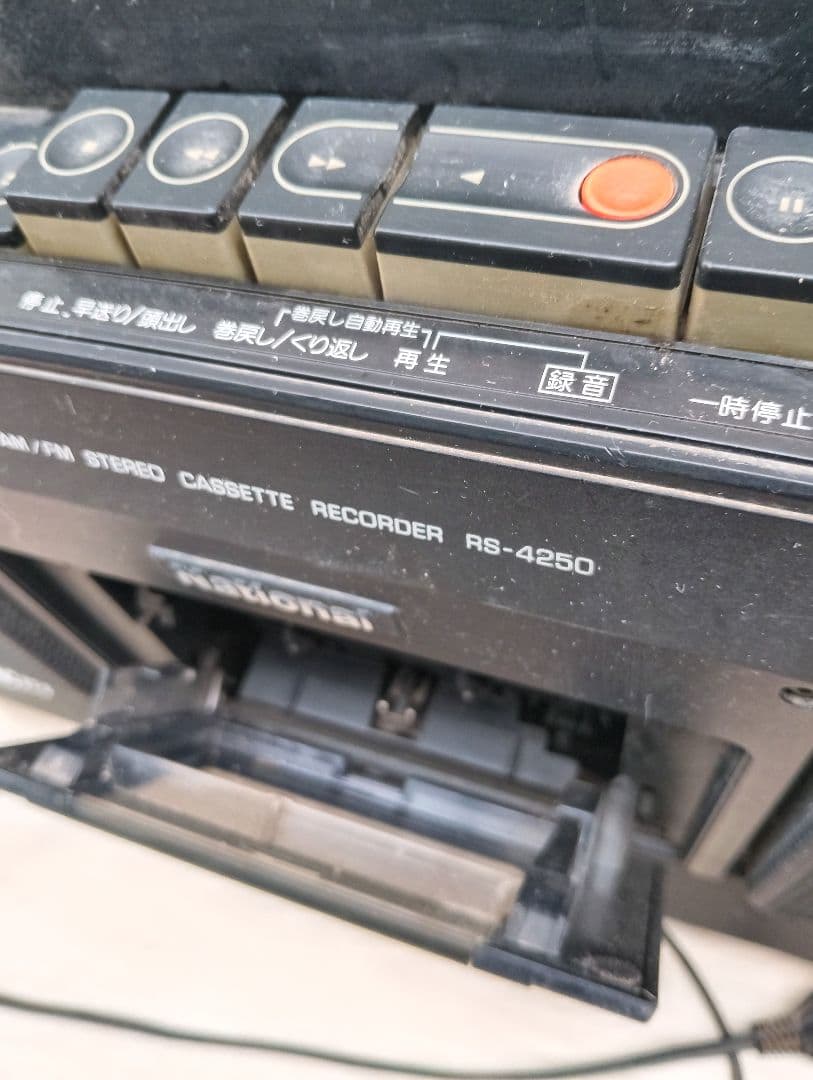 停止、早送り/頭出し 巻戻し/くり返し 再生 録音 一時停止
巻戻し自動再生
AM/FM STEREO CASSETTE RECORDER RS-4250
National